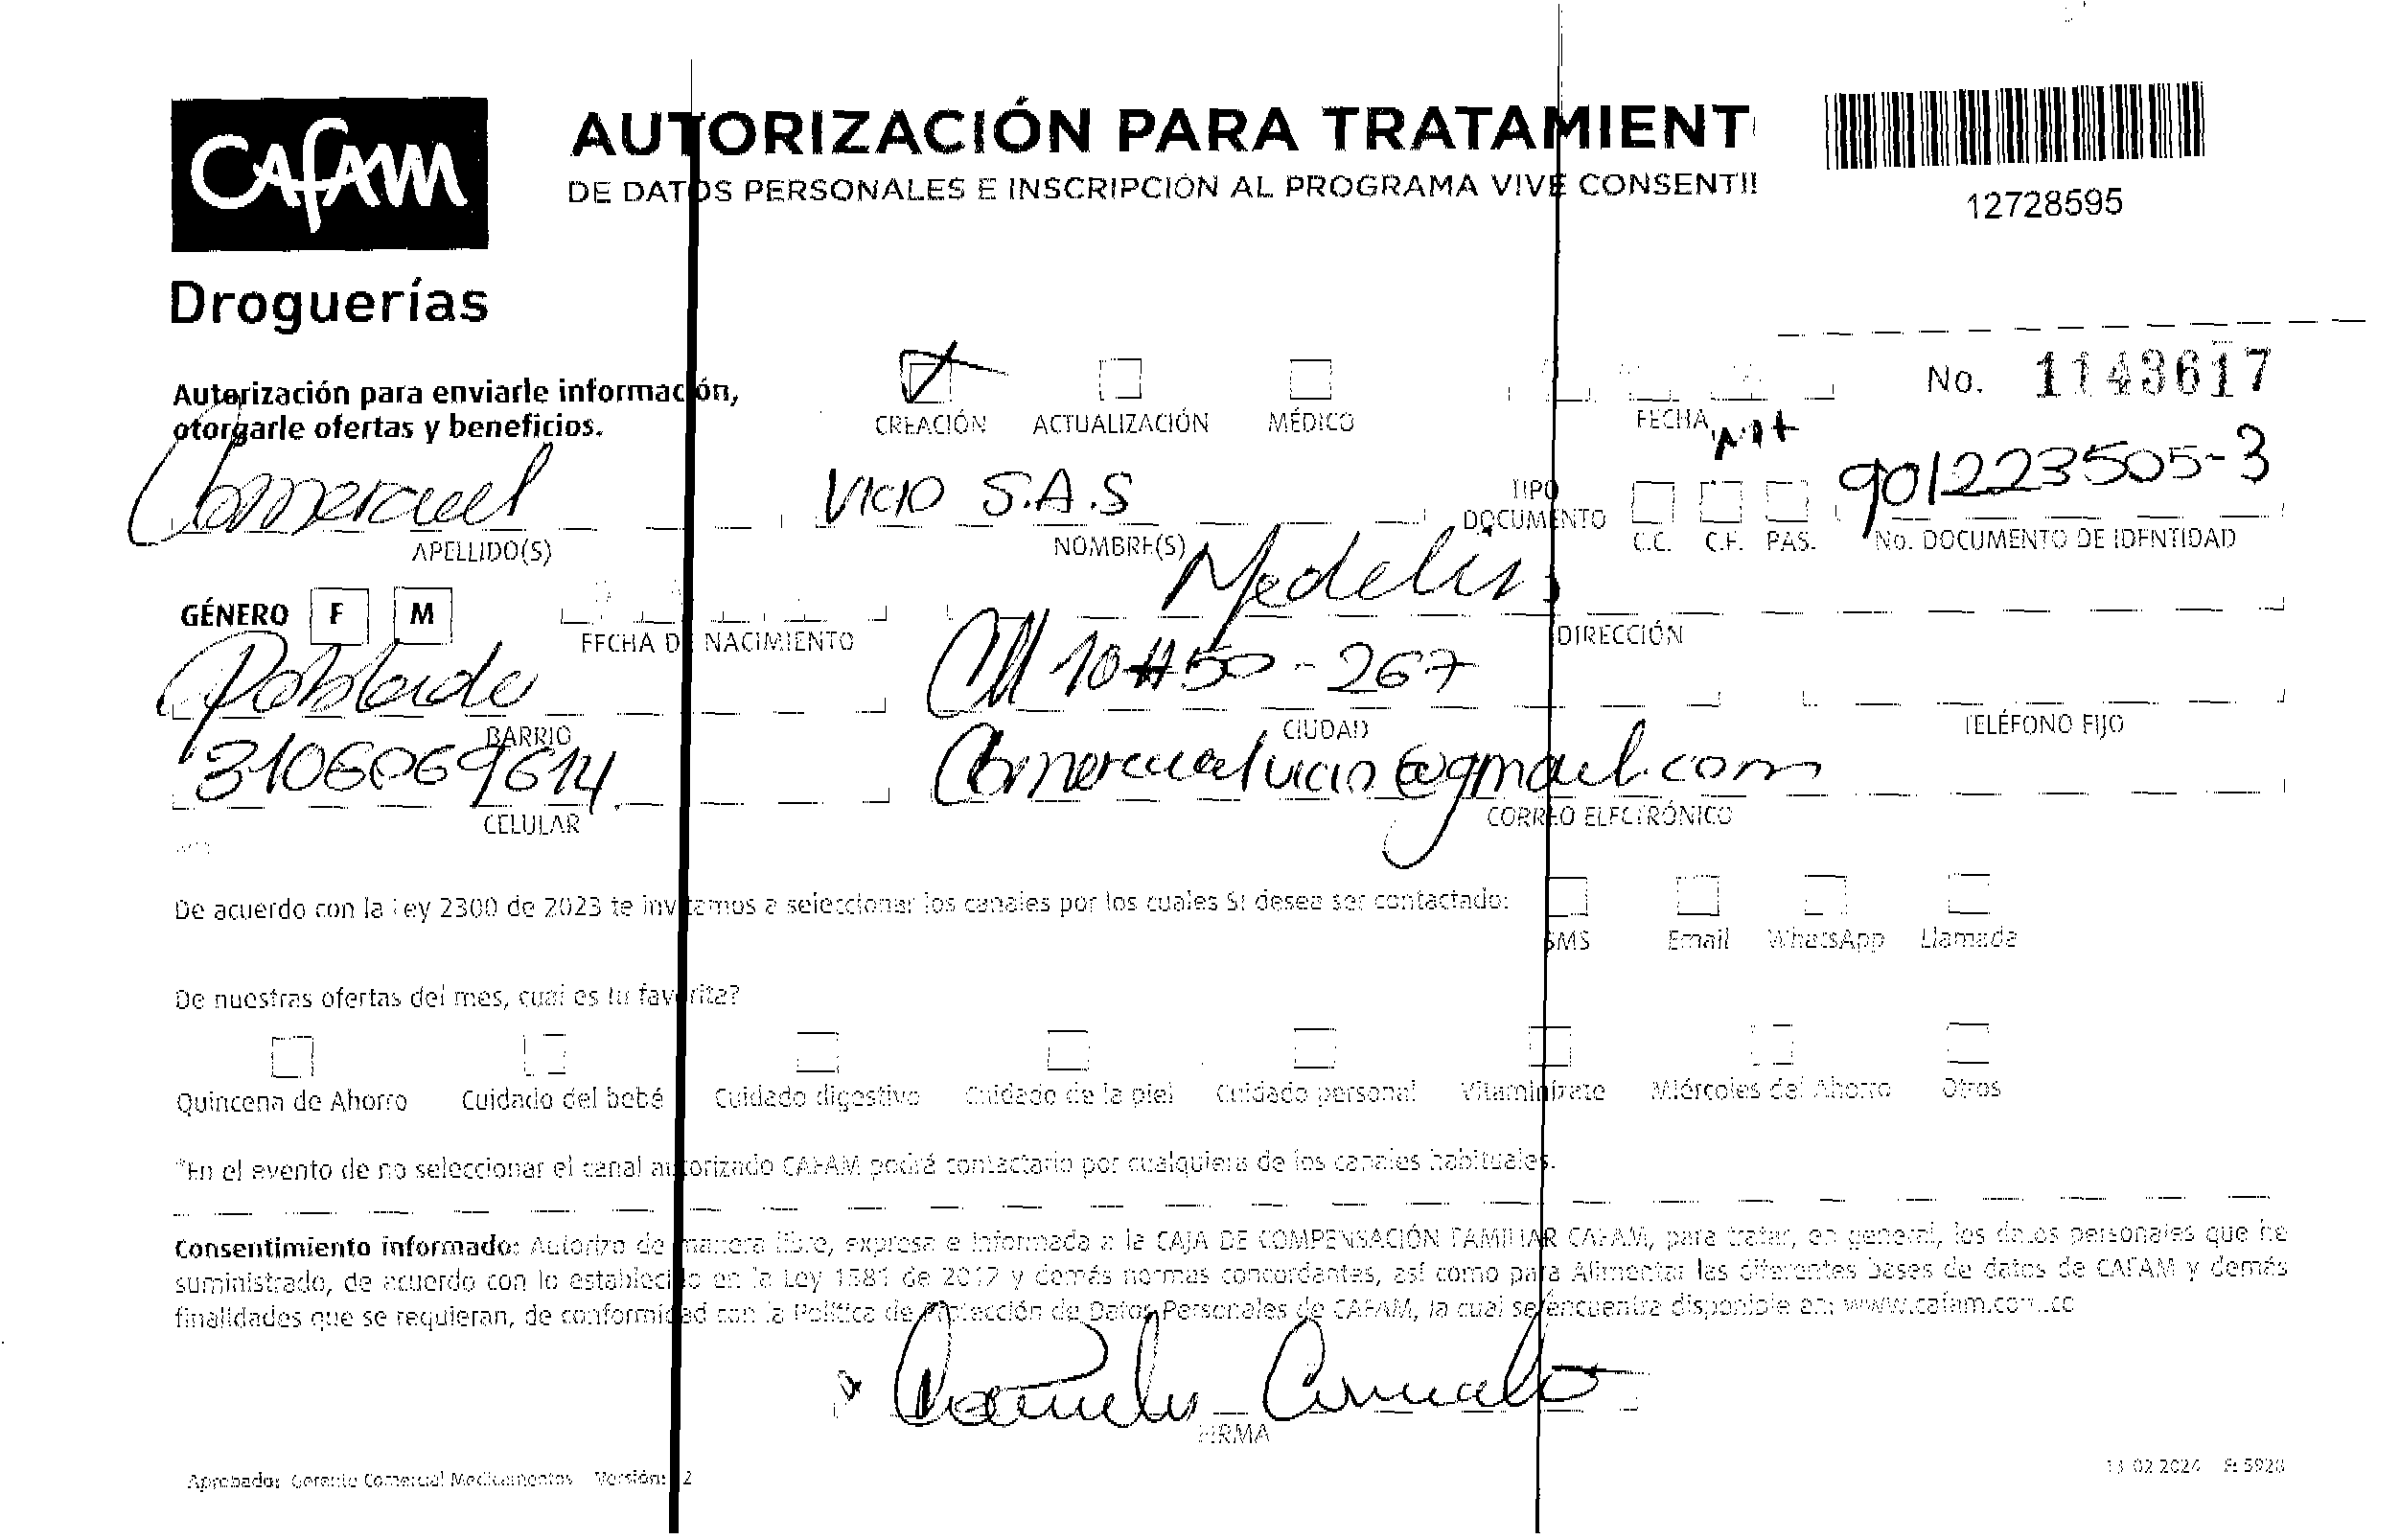 CAfAM
Droguerías
AUTORIZACIÓN PARA TRATAMIENT
DE DATOS PERSONALES E INSCRIPCIÓN AL PROGRAMA VIVE CONSENTI
12728595
Autorización para enviarle información,
otorgarle ofertas y beneficios.
CREACIÓN ACTUALIZACIÓN MÉDICO FECHA No. 1143617
Nit
Comercial VICIO S.A.S TIPO DOCUMENTO C.C. C.E. PAS. 901223505-3
APELLIDO(S) NOMBRE(S) No. DOCUMENTO DE IDENTIDAD
GÉNERO F M Medellin
FECHA DE NACIMIENTO DIRECCIÓN
Poblado Cll 10 # 50 - 267
BARRIO CIUDAD TELÉFONO FIJO
3106069614 Comercialvicio@gmail.com
CELULAR CORREO ELECTRÓNICO
De acuerdo con la Ley 2300 de 2023 te invitamos a seleccionar los canales por los cuales SI desea ser contactado:
SMS Email WhatsApp Llamada
De nuestras ofertas del mes, cual es tu favorita?
Quincena de Ahorro Cuidado del bebé Cuidado digestivo Cuidado de la piel Cuidado personal Vitamínizate Miércoles del Ahorro Otros
*En el evento de no seleccionar el canal autorizado CAFAM podrá contactarlo por cualquiera de los canales habituales.
Consentimiento informado: Autorizo de manera libre, expresa e informada a la CAJA DE COMPENSACIÓN FAMILIAR CAFAM, para tratar, en general, los datos personales que he
suministrado, de acuerdo con lo establecido en la Ley 1581 de 2012 y demás normas concordantes, así como para Alimentar las diferentes bases de datos de CAFAM y demás
finalidades que se requieran, de conformidad con la Política de Protección de Datos Personales de CAFAM, la cual se encuentra disponible en: www.cafam.com.co
FIRMA
Aprobado: Gerente Comercial Medicamentos Versión: 2
13 02 2024 F: 5928